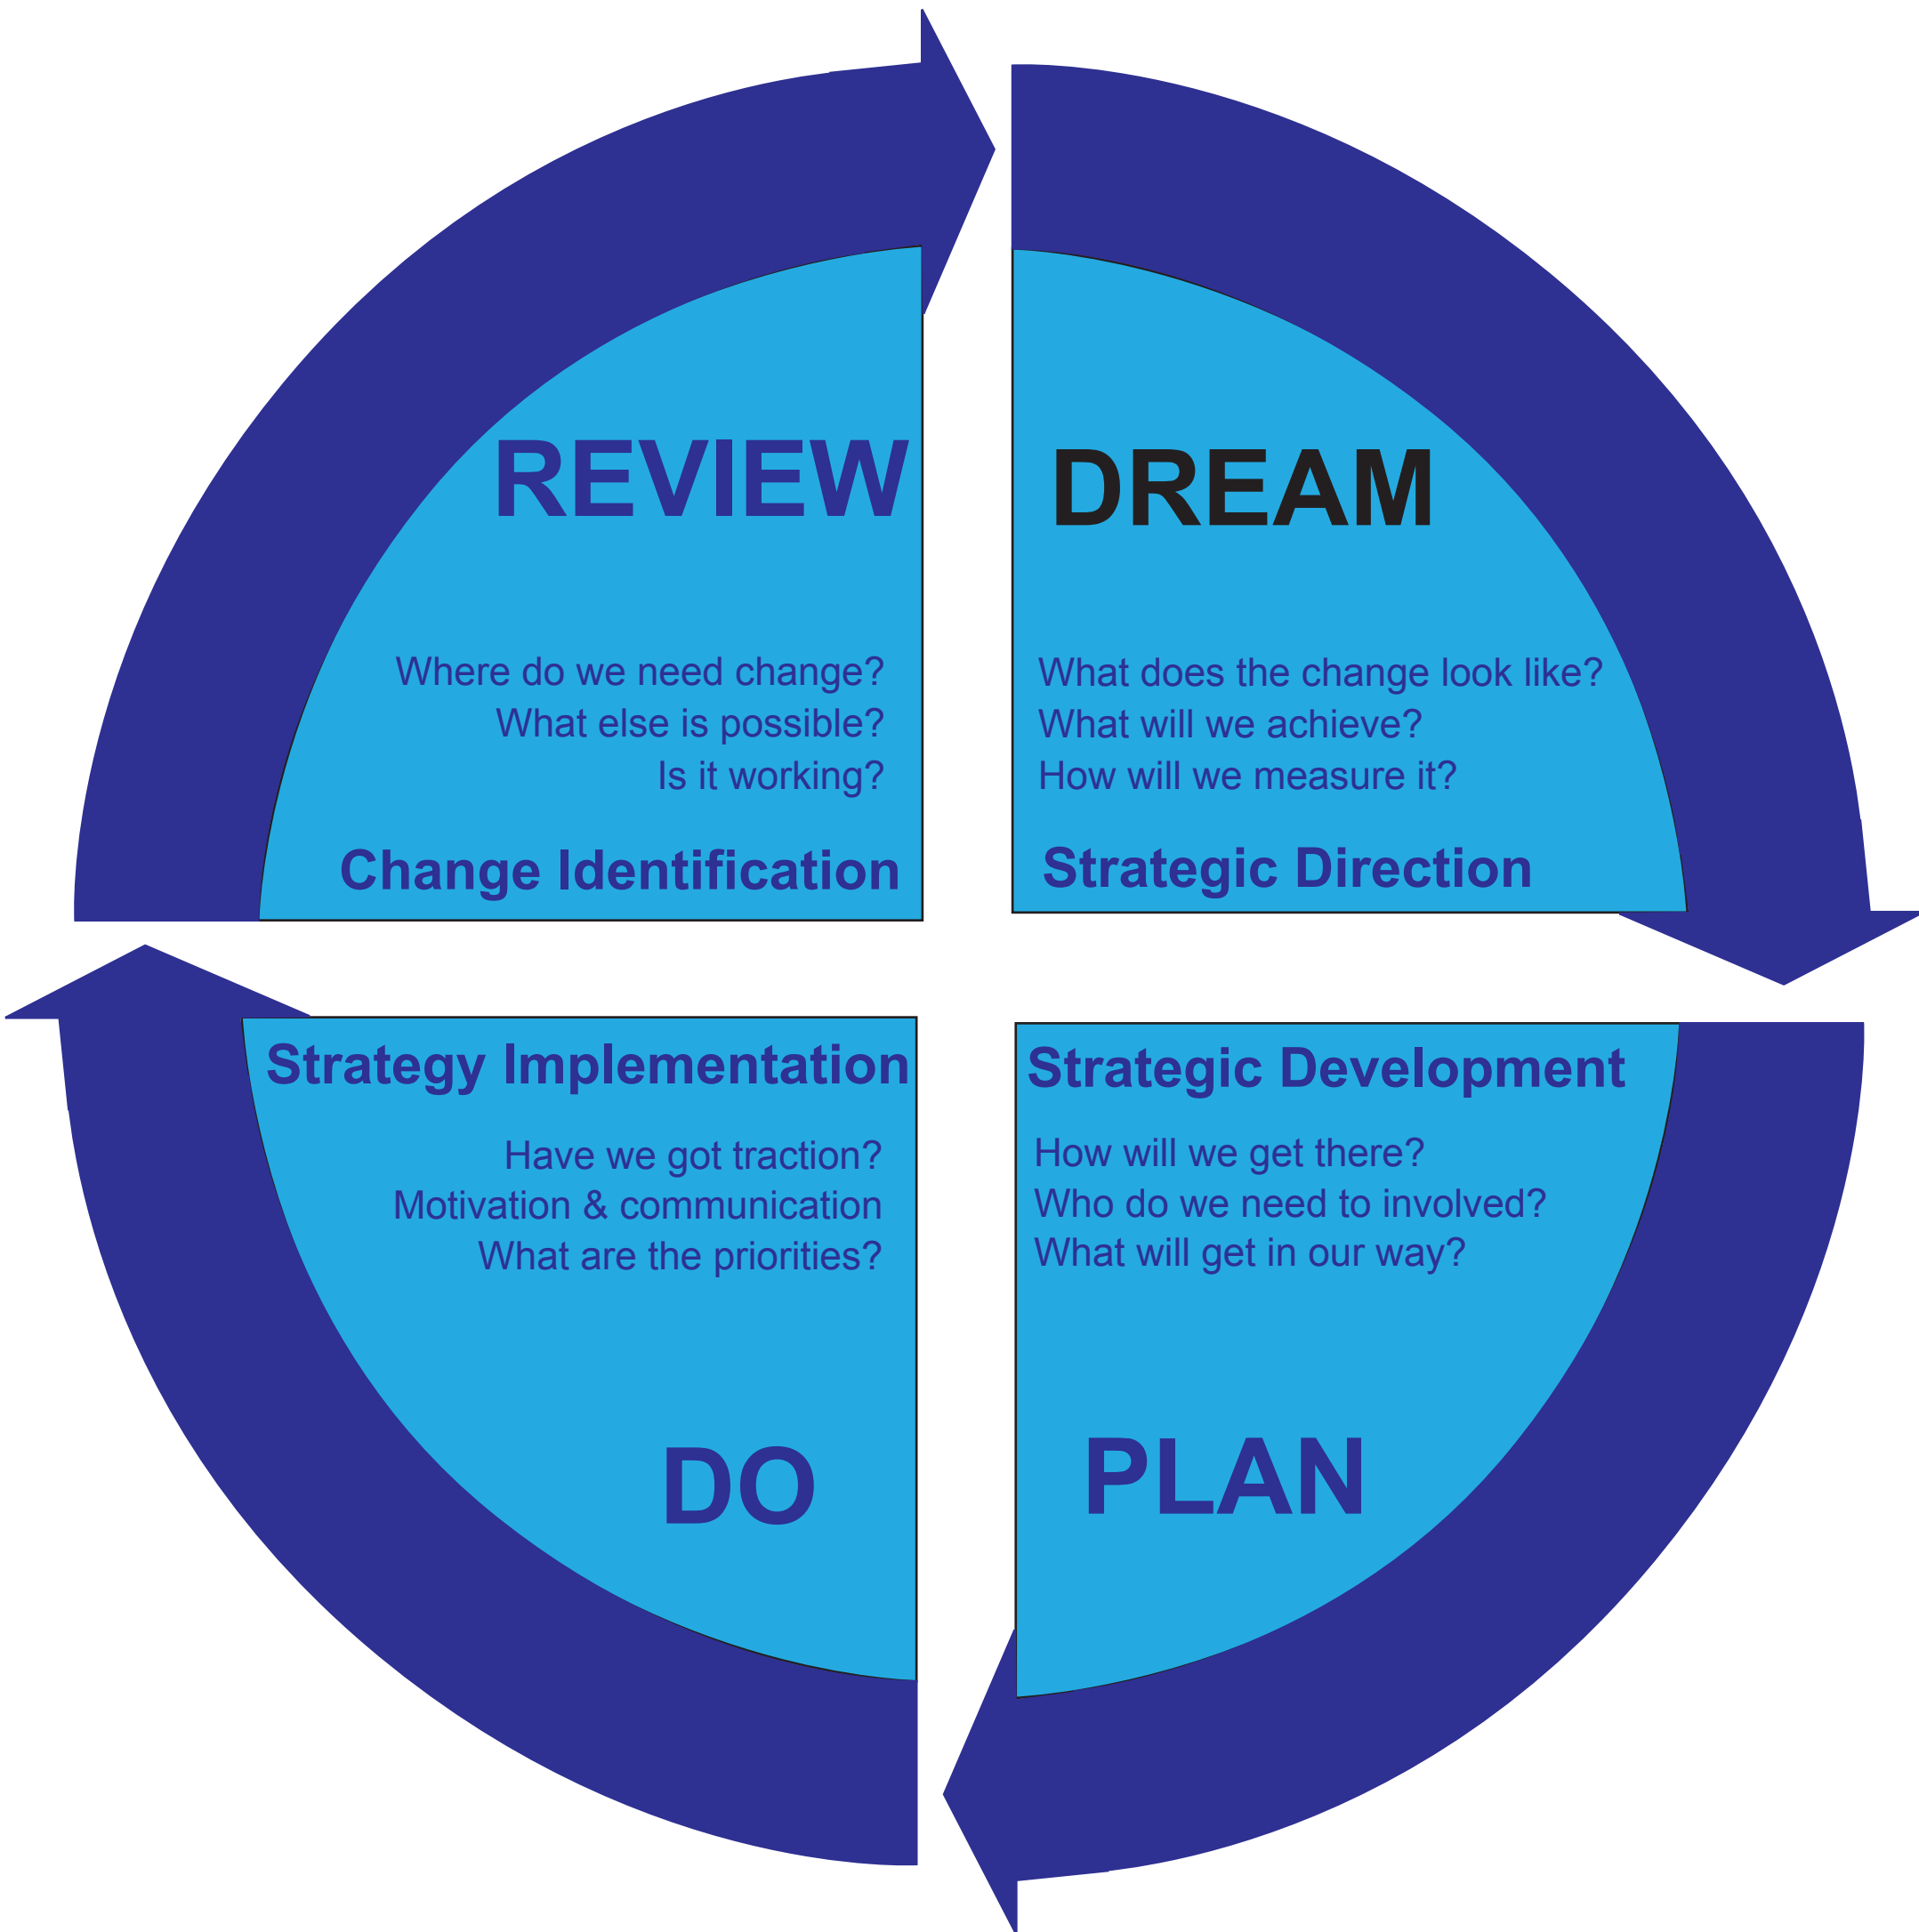 REVIEW
Where do we need change?
What else is possible?
Is it working?
Change Identification
DREAM
What does the change look like?
What will we achieve?
How will we measure it?
Strategic Direction
Strategy Implementation
Have we got traction?
Motivation & communication
What are the priorities?
DO
Strategic Development
How will we get there?
Who do we need to involved?
What will get in our way?
PLAN